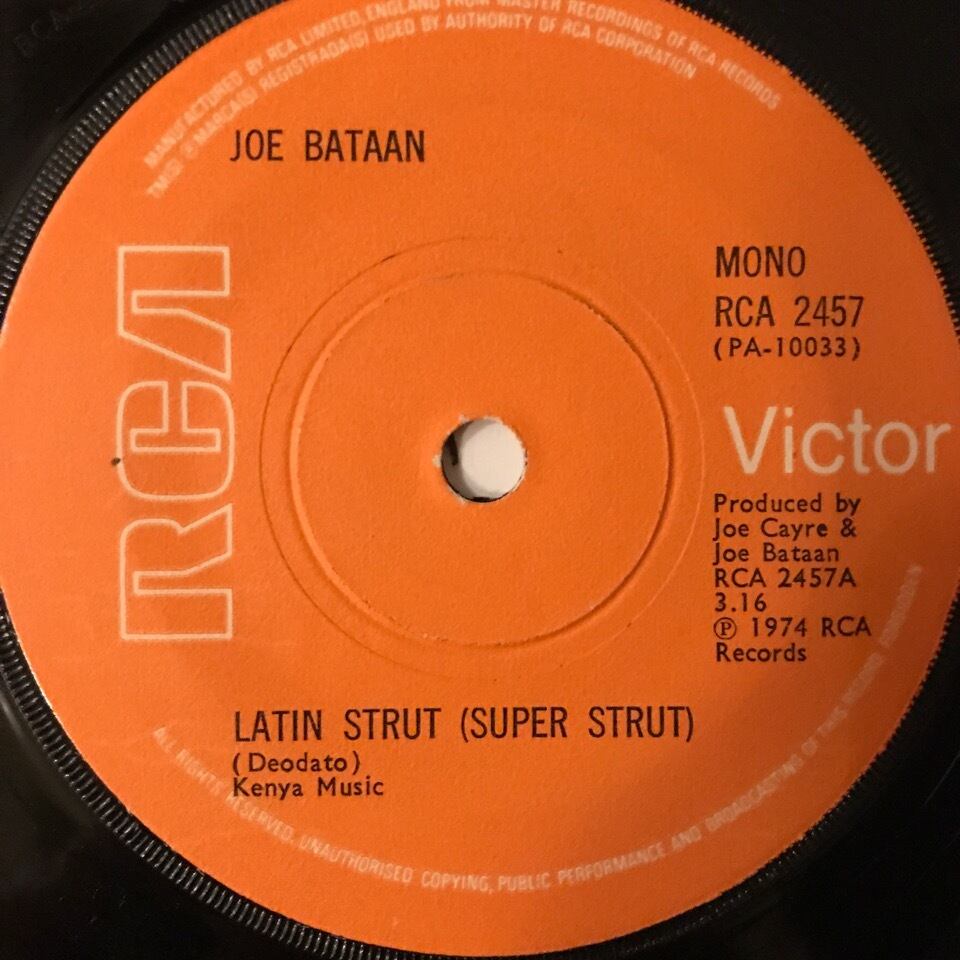 MANUFACTURED BY RCA LIMITED, ENGLAND FROM MASTER RECORDINGS OF RCA RECORDS
TM(S) ® MARCA(S) REGISTRADA(S) USED BY AUTHORITY OF RCA CORPORATION
JOE BATAAN
RCA
MONO
RCA 2457
(PA-10033)
Victor
Produced by
Joe Cayre &
Joe Bataan
RCA 2457A
3.16
℗ 1974 RCA
Records
LATIN STRUT (SUPER STRUT)
(Deodato)
Kenya Music
ALL RIGHTS RESERVED. UNAUTHORISED COPYING, PUBLIC PERFORMANCE AND BROADCASTING OF THIS RECORD FORBIDDEN